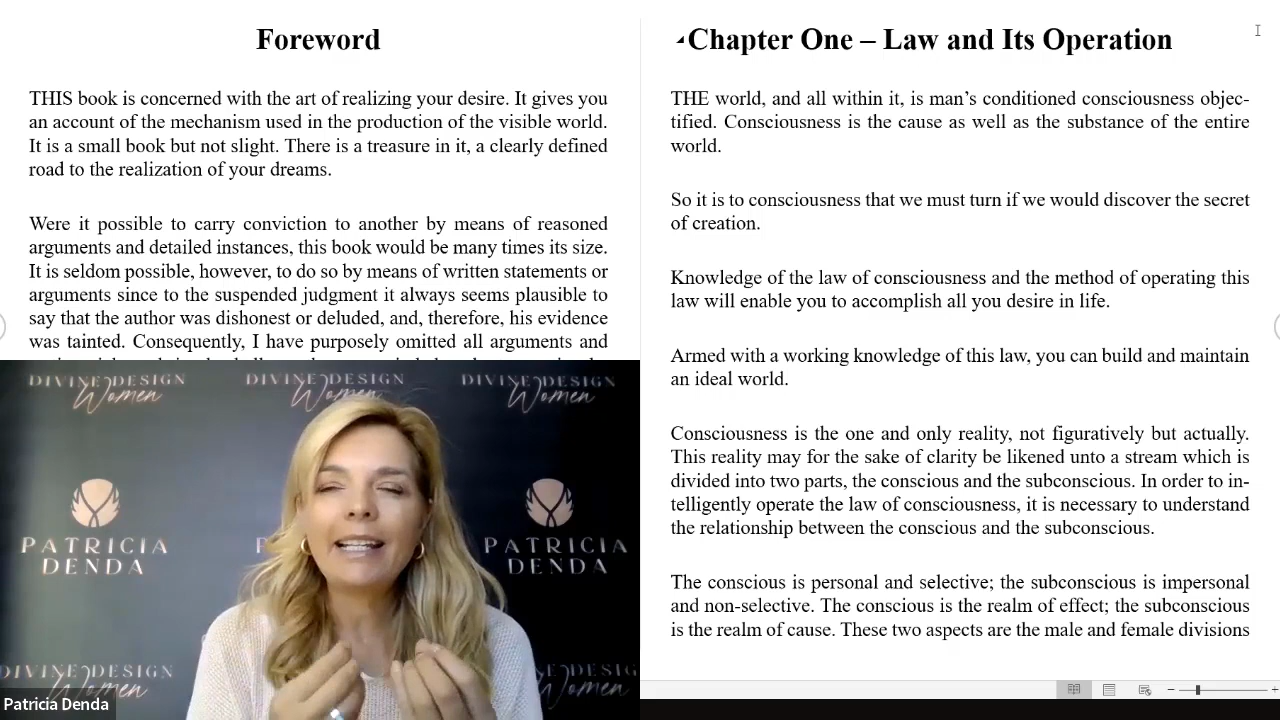 Foreword
THIS book is concerned with the art of realizing your desire. It gives you
an account of the mechanism used in the production of the visible world.
It is a small book but not slight. There is a treasure in it, a clearly defined
road to the realization of your dreams.
Were it possible to carry conviction to another by means of reasoned
arguments and detailed instances, this book would be many times its size.
It is seldom possible, however, to do so by means of written statements or
arguments since to the suspended judgment it always seems plausible to
say that the author was dishonest or deluded, and, therefore, his evidence
was tainted. Consequently, I have purposely omitted all arguments and
Chapter One – Law and Its Operation
THE world, and all within it, is man’s conditioned consciousness objec-
tified. Consciousness is the cause as well as the substance of the entire
world.
So it is to consciousness that we must turn if we would discover the secret
of creation.
Knowledge of the law of consciousness and the method of operating this
law will enable you to accomplish all you desire in life.
Armed with a working knowledge of this law, you can build and maintain
an ideal world.
Consciousness is the one and only reality, not figuratively but actually.
This reality may for the sake of clarity be likened unto a stream which is
divided into two parts, the conscious and the subconscious. In order to in-
telligently operate the law of consciousness, it is necessary to understand
the relationship between the conscious and the subconscious.
The conscious is personal and selective; the subconscious is impersonal
and non-selective. The conscious is the realm of effect; the subconscious
is the realm of cause. These two aspects are the male and female divisions
DIVINE DESIGN
Women
DIVINE DESIGN
Women
DIVINE DESIGN
Women
PATRICIA
DENDA
P
PATRICIA
DENDA
DIVINE DESIGN
Women
DESIGN
Women
Patricia Denda